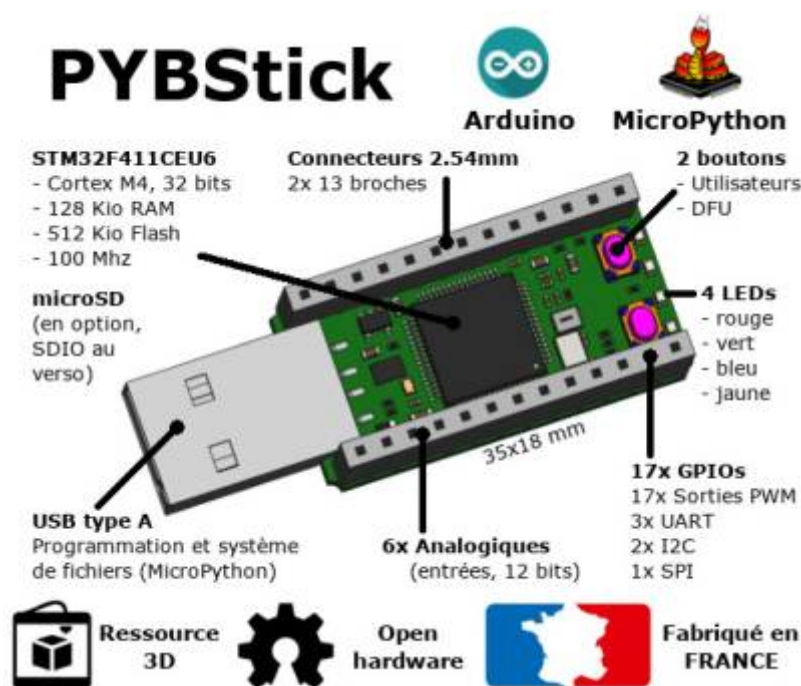 PYBStick
Arduino
MicroPython
STM32F411CEU6
- Cortex M4, 32 bits
- 128 Kio RAM
- 512 Kio Flash
- 100 Mhz
Connecteurs 2.54mm
2x 13 broches
2 boutons
- Utilisateurs
- DFU
microSD
(en option,
SDIO au
verso)
4 LEDs
- rouge
- vert
- bleu
- jaune
35x18 mm
USB type A
Programmation et système
de fichiers (MicroPython)
6x Analogiques
(entrées, 12 bits)
17x GPIOs
17x Sorties PWM
3x UART
2x I2C
1x SPI
Ressource
3D
Open
hardware
Fabriqué en
FRANCE